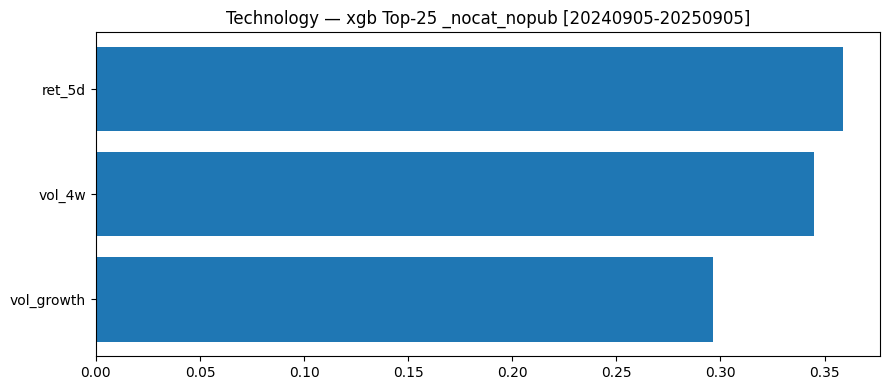 Technology — xgb Top-25 _nocat_nopub [20240905-20250905]
ret_5d
vol_4w
vol_growth
0.00 0.05 0.10 0.15 0.20 0.25 0.30 0.35